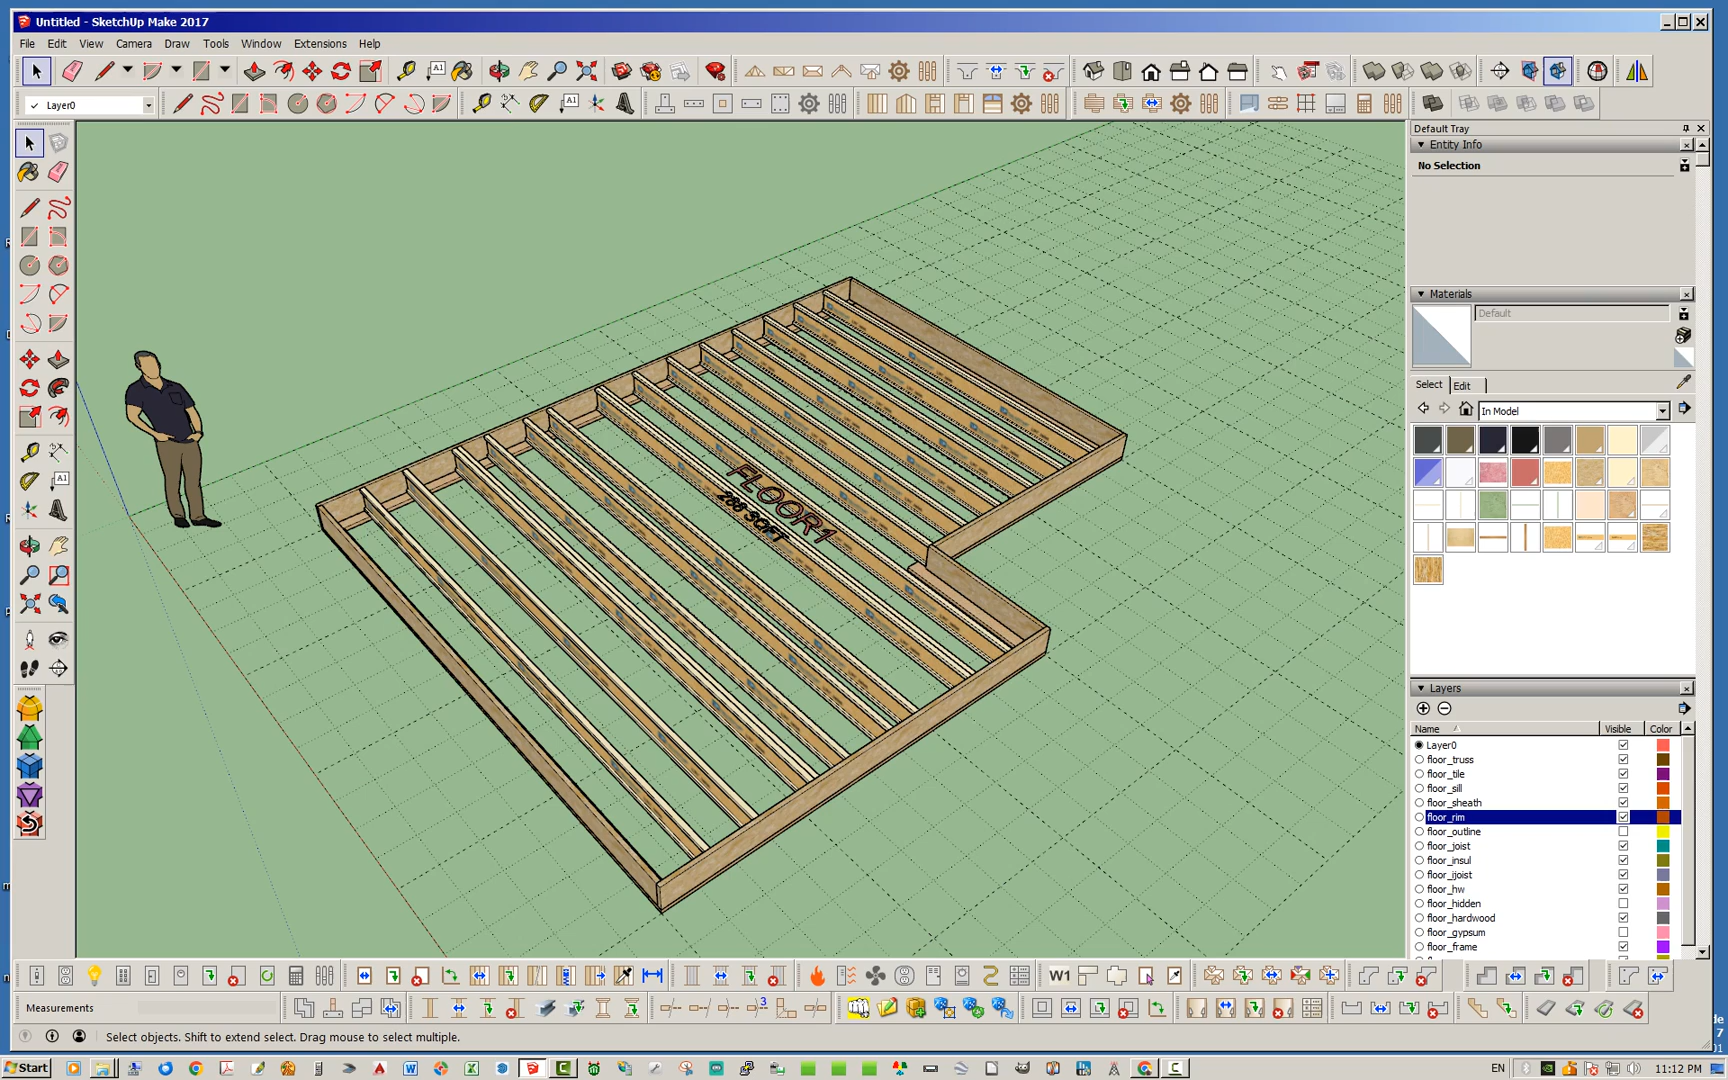 Untitled - SketchUp Make 2017
File Edit View Camera Draw Tools Window Extensions Help
Layer0
Default Tray
Entity Info
No Selection
Materials
Default
Select Edit
In Model
FLOOR1
Layers
Name Visible Color
Layer0
floor_truss
floor_tile
floor_sill
floor_sheath
floor_rim
floor_outline
floor_joist
floor_insul
floor_ijoist
floor_hw
floor_hidden
floor_hardwood
floor_gypsum
floor_frame
W1
Measurements
3
Select objects. Shift to extend select. Drag mouse to select multiple.
Start
EN
11:12 PM